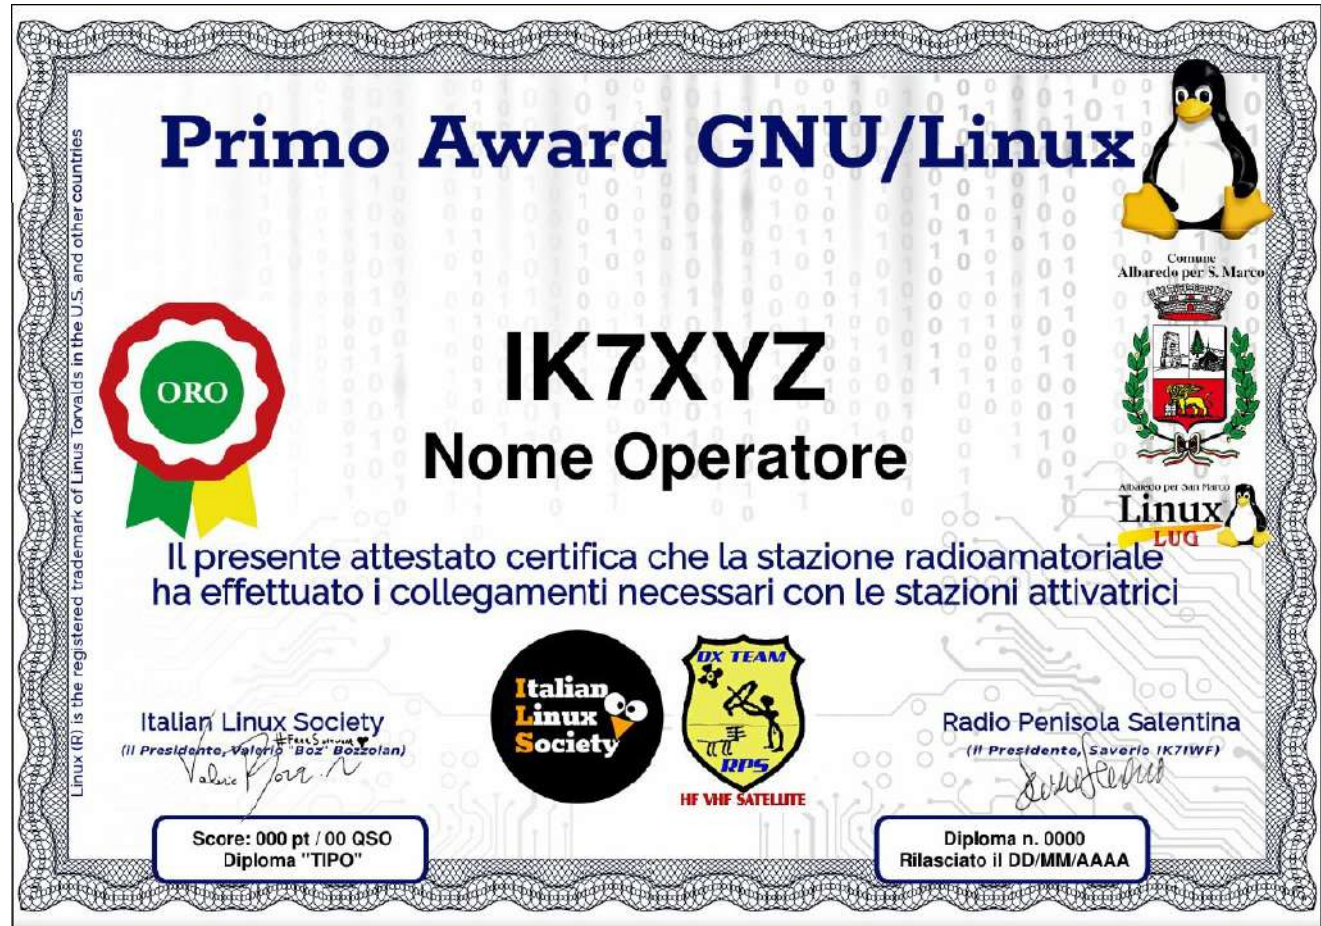 Primo Award GNU/Linux
Linux (R) is the registered trademark of Linus Torvalds in the U.S. and other countries
Comune
Albaredo per S. Marco
ORO
IK7XYZ
Nome Operatore
Albaredo per San Marco
Linux
LUG
Il presente attestato certifica che la stazione radioamatoriale
ha effettuato i collegamenti necessari con le stazioni attivatrici
Italian
Linux
Society
DX TEAM
RPS
HF VHF SATELLITE
Italian Linux Society
(Il Presidente, Valerio "Boz" Bozzolan)
Radio Penisola Salentina
(Il Presidente, Saverio IK7IWF)
Score: 000 pt / 00 QSO
Diploma "TIPO"
Diploma n. 0000
Rilasciato il DD/MM/AAAA